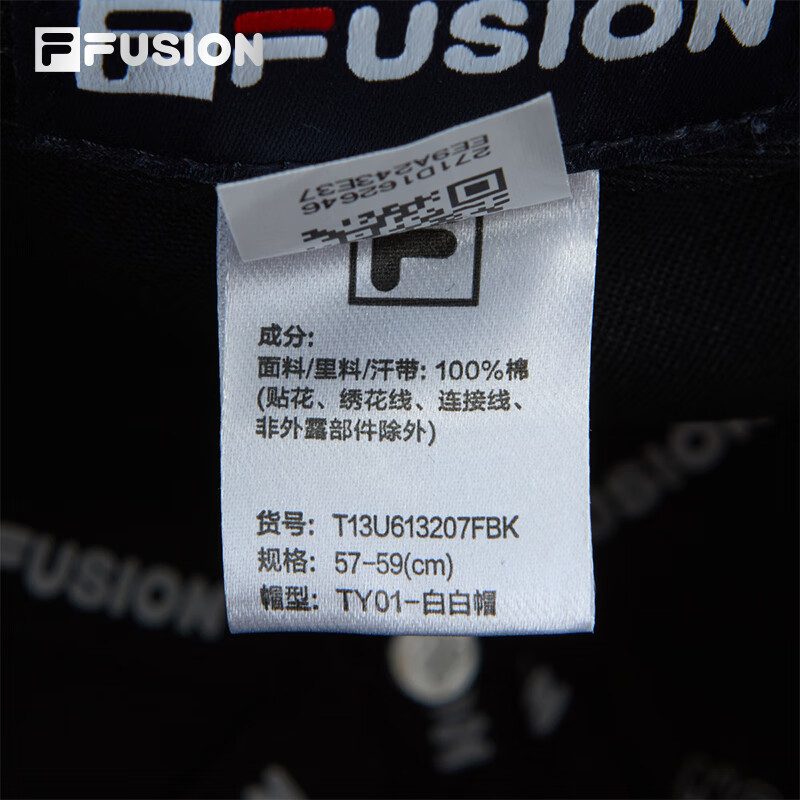 FUSION
FUSION
271D162646
EE9A243E37
成分:
面料/里料/汗带: 100%棉
(贴花、绣花线、连接线、
非外露部件除外)
货号: T13U613207FBK
规格: 57-59(cm)
帽型: TY01-白白帽
FUSION
FUSION